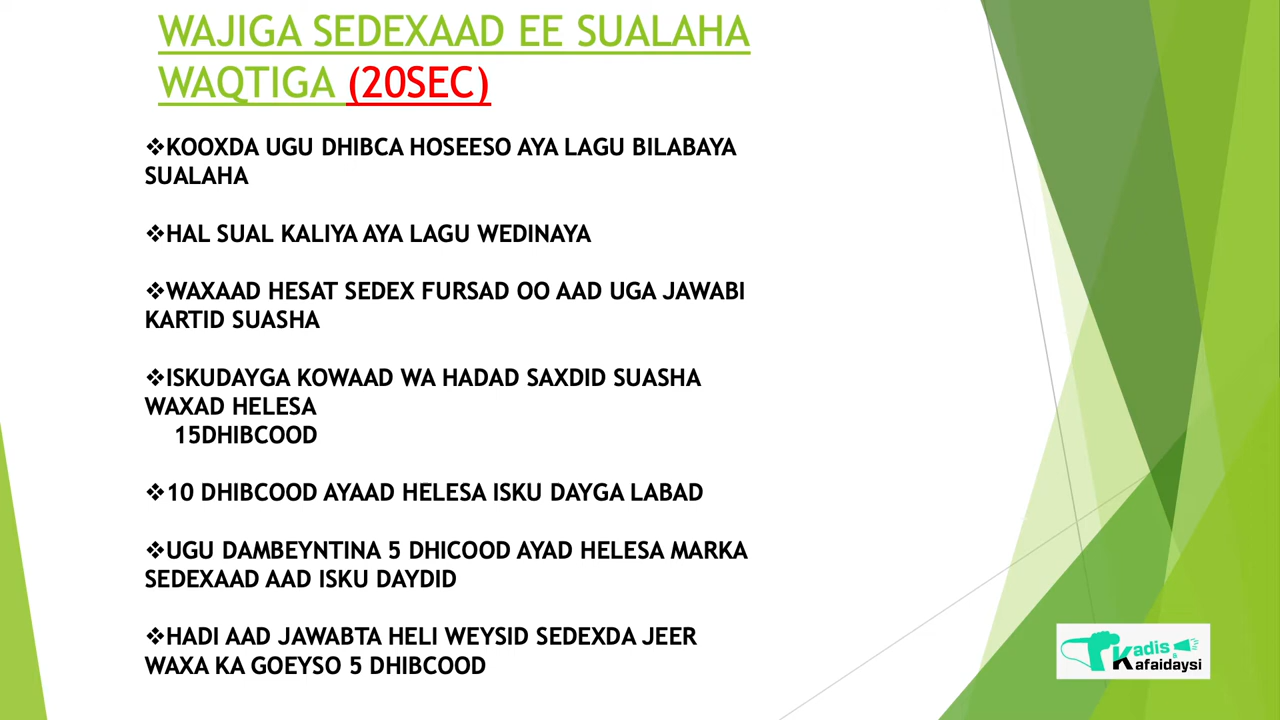 WAJIGA SEDEXAAD EE SUALAHA
WAQTIGA (20SEC)
❖KOOXDA UGU DHIBCA HOSEESO AYA LAGU BILABAYA
SUALAHA
❖HAL SUAL KALIYA AYA LAGU WEDINAYA
❖WAXAAD HESAT SEDEX FURSAD OO AAD UGA JAWABI
KARTID SUASHA
❖ISKUDAYGA KOWAAD WA HADAD SAXDID SUASHA
WAXAD HELESA
15DHIBCOOD
❖10 DHIBCOOD AYAAD HELESA ISKU DAYGA LABAD
❖UGU DAMBEYNTINA 5 DHICOOD AYAD HELESA MARKA
SEDEXAAD AAD ISKU DAYDID
❖HADI AAD JAWABTA HELI WEYSID SEDEXDA JEER
WAXA KA GOEYSO 5 DHIBCOOD
Kadis
&
Kafaidaysi